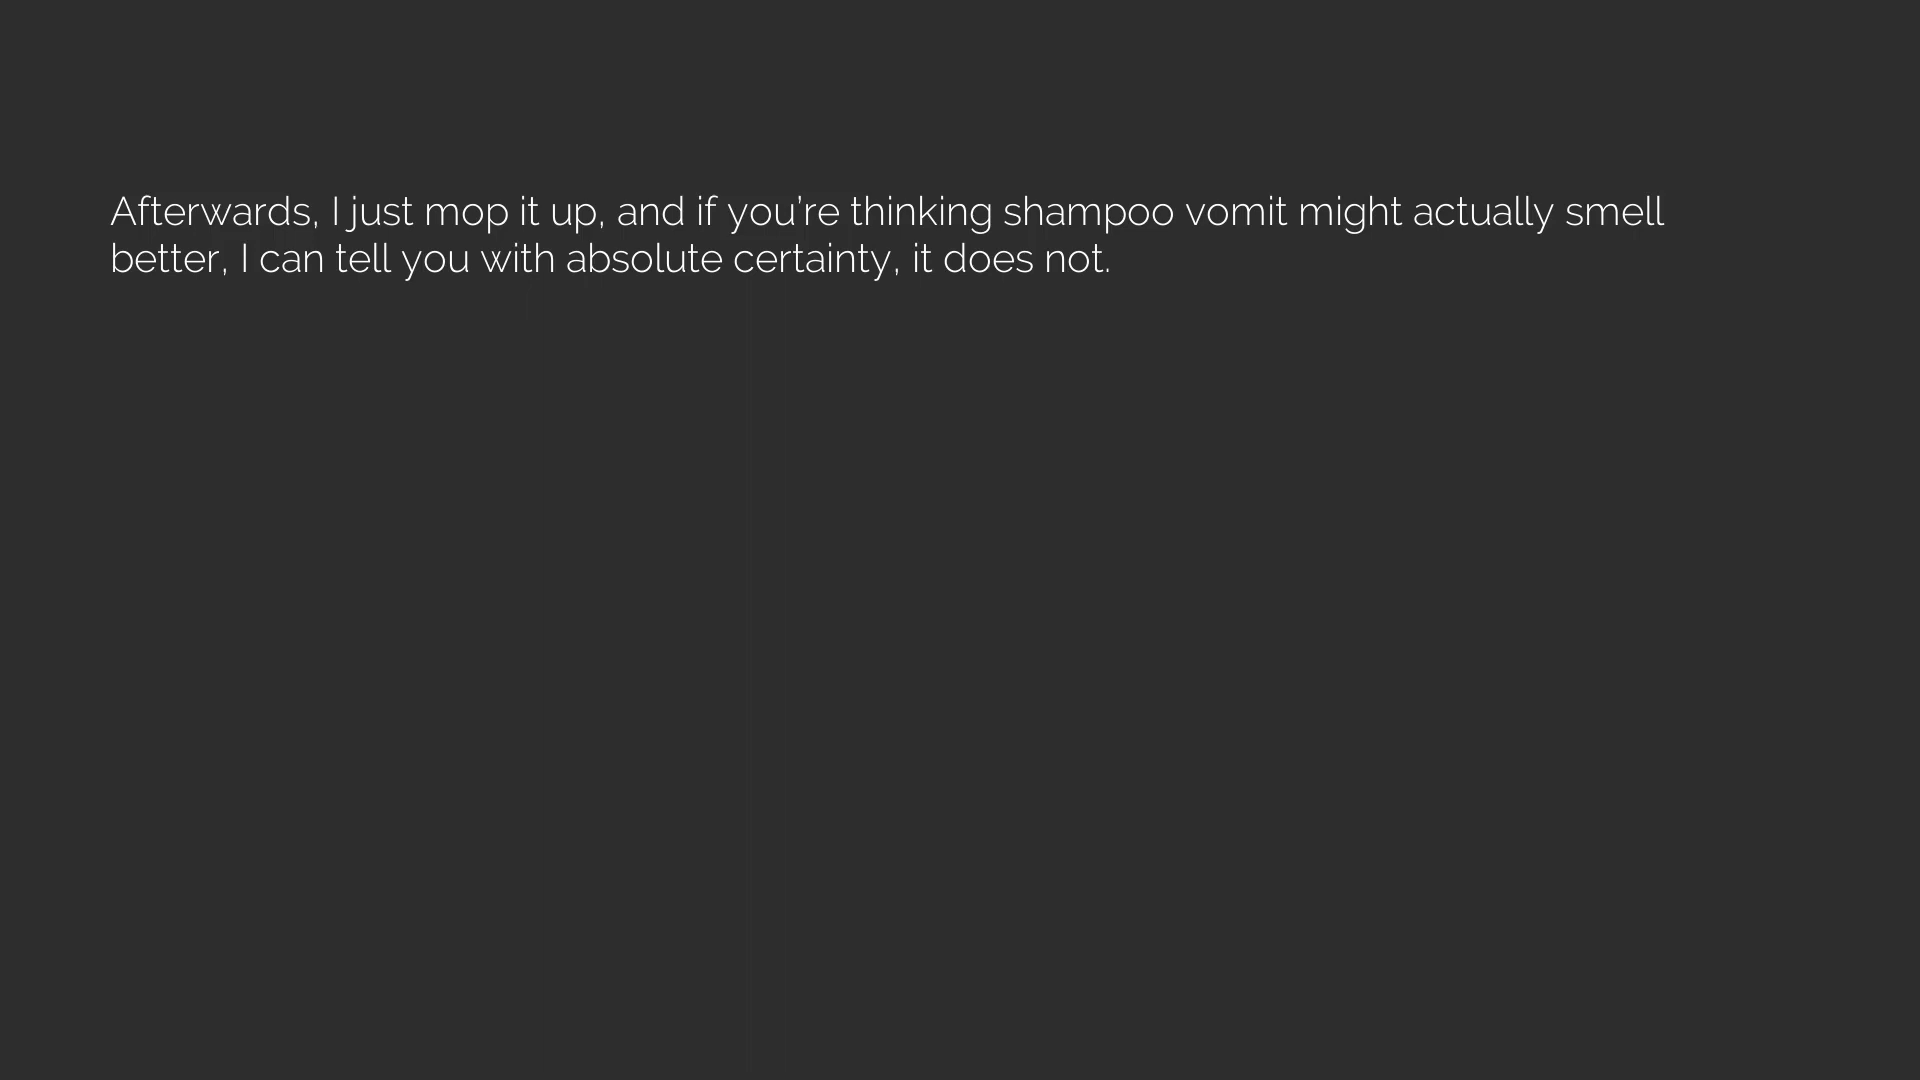 Afterwards, I just mop it up, and if you're thinking shampoo vomit might actually smell
better, I can tell you with absolute certainty, it does not.